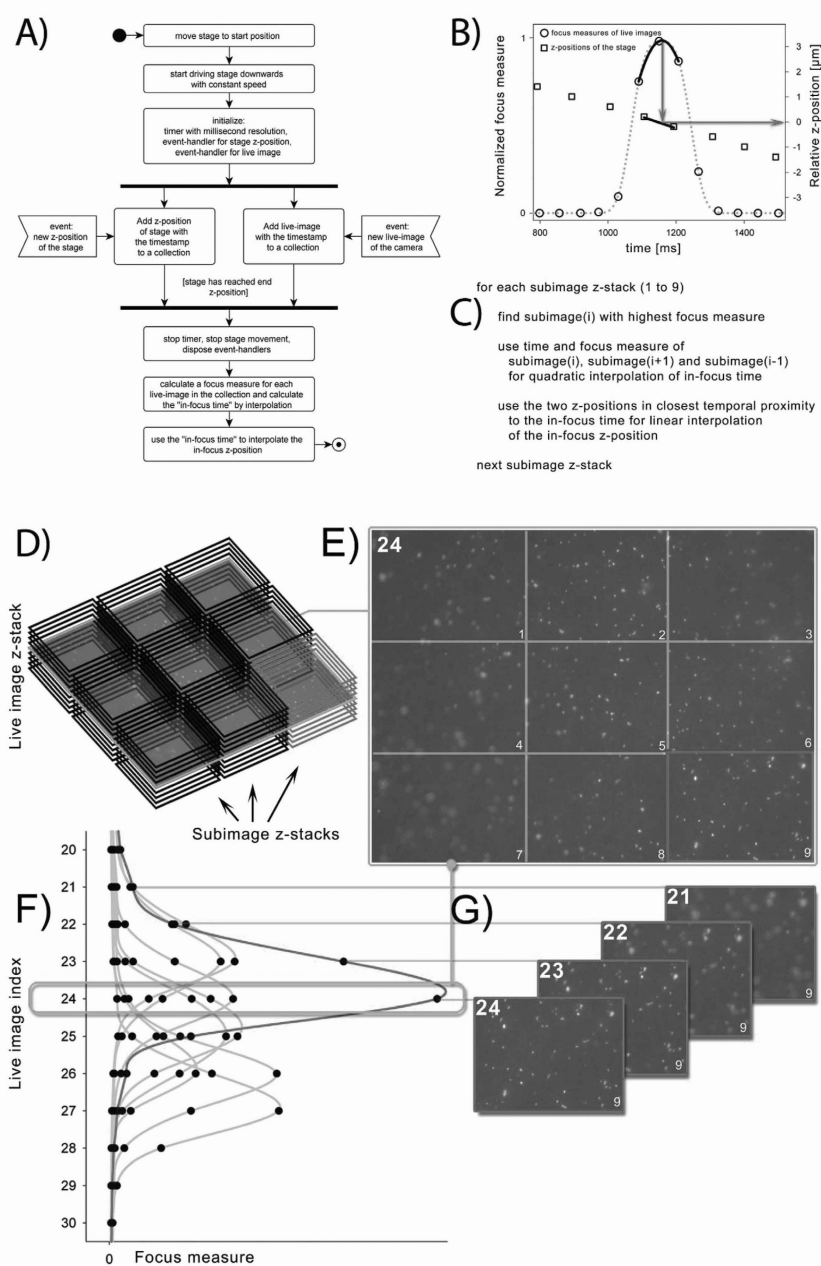 A)
move stage to start position
start driving stage downwards
with constant speed
initialize:
timer with millisecond resolution,
event-handler for stage z-position,
event-handler for live image
event:
new z-position
of the stage
Add z-position
of stage with
the timestamp
to a collection
Add live-image
with the timestamp
to a collection
event:
new live-image
of the camera
[stage has reached end
z-position]
stop timer, stop stage movement,
dispose event-handlers
calculate a focus measure for each
live-image in the collection and calculate
the "in-focus time" by interpolation
use the "in-focus time" to interpolate the
in-focus z-position
B)
focus measures of live images
z-positions of the stage
Normalized focus measure
1
0
3
2
1
0
-1
-2
-3
Relative z-position [µm]
800 1000 1200 1400
time [ms]
C)
for each subimage z-stack (1 to 9)
find subimage(i) with highest focus measure
use time and focus measure of
subimage(i), subimage(i+1) and subimage(i-1)
for quadratic interpolation of in-focus time
use the two z-positions in closest temporal proximity
to the in-focus time for linear interpolation
of the in-focus z-position
next subimage z-stack
D)
Live image z-stack
Subimage z-stacks
E)
24
1 2 3
4 5 6
7 8 9
F)
Live image index
20
21
22
23
24
25
26
27
28
29
30
0
Focus measure
G)
21
9
22
9
23
9
24
9